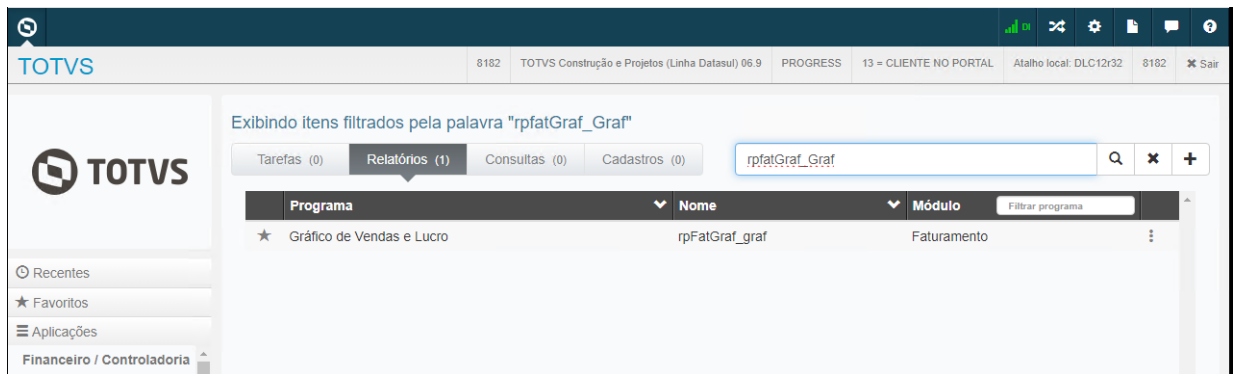 DI
TOTVS
8182 TOTVS Construção e Projetos (Linha Datasul) 06.9 PROGRESS 13 = CLIENTE NO PORTAL Atalho local: DLC12r32 8182 ✖ Sair
TOTVS
Exibindo itens filtrados pela palavra "rpfatGraf_Graf"
Tarefas (0) Relatórios (1) Consultas (0) Cadastros (0) rpfatGraf_Graf
Programa Nome Módulo Filtrar programa
Gráfico de Vendas e Lucro rpFatGraf_graf Faturamento
Recentes
Favoritos
Aplicações
Financeiro / Controladoria